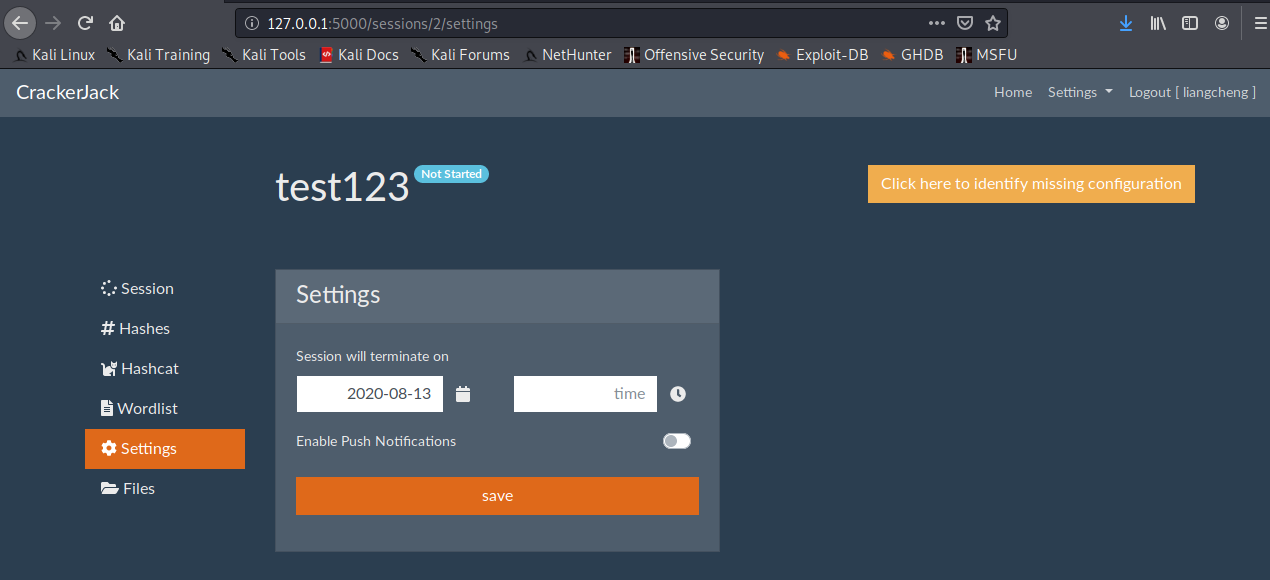 127.0.0.1:5000/sessions/2/settings
Kali Linux Kali Training Kali Tools Kali Docs Kali Forums NetHunter Offensive Security Exploit-DB GHDB MSFU
CrackerJack Home Settings Logout [ liangcheng ]
test123 Not Started Click here to identify missing configuration
Session
Hashes
Hashcat
Wordlist
Settings
Files
Settings
Session will terminate on
2020-08-13 time
Enable Push Notifications
save